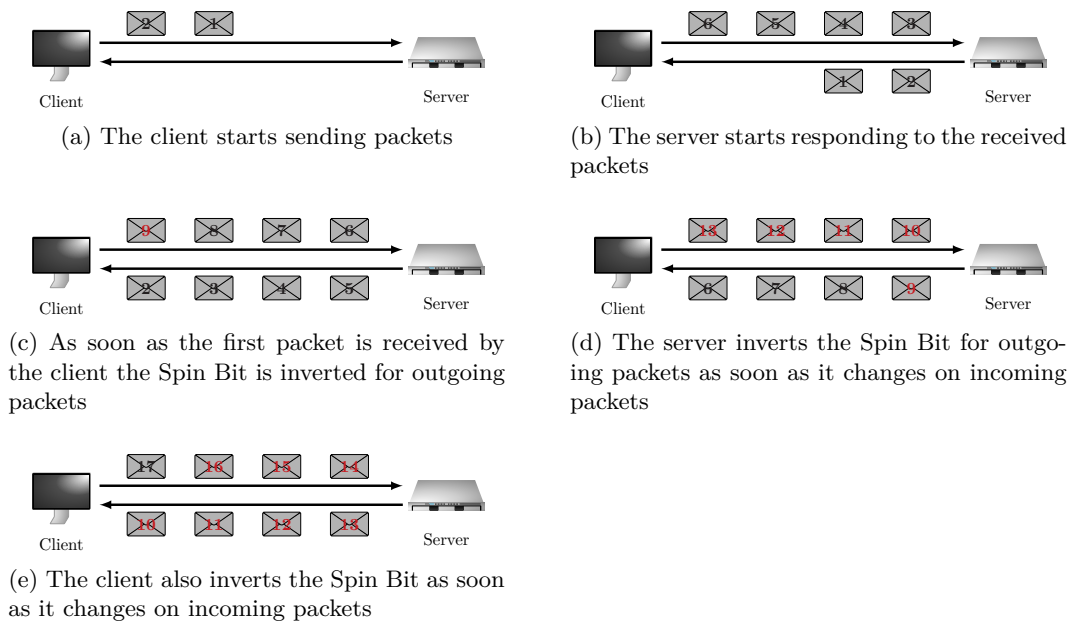 2 1
Client
Server
(a) The client starts sending packets
6 5 4 3
1 2
Client
Server
(b) The server starts responding to the received
packets
9 8 7 6
2 3 4 5
Client
Server
(c) As soon as the first packet is received by
the client the Spin Bit is inverted for outgoing
packets
13 12 11 10
6 7 8 9
Client
Server
(d) The server inverts the Spin Bit for outgo-
ing packets as soon as it changes on incoming
packets
17 16 15 14
10 11 12 13
Client
Server
(e) The client also inverts the Spin Bit as soon
as it changes on incoming packets